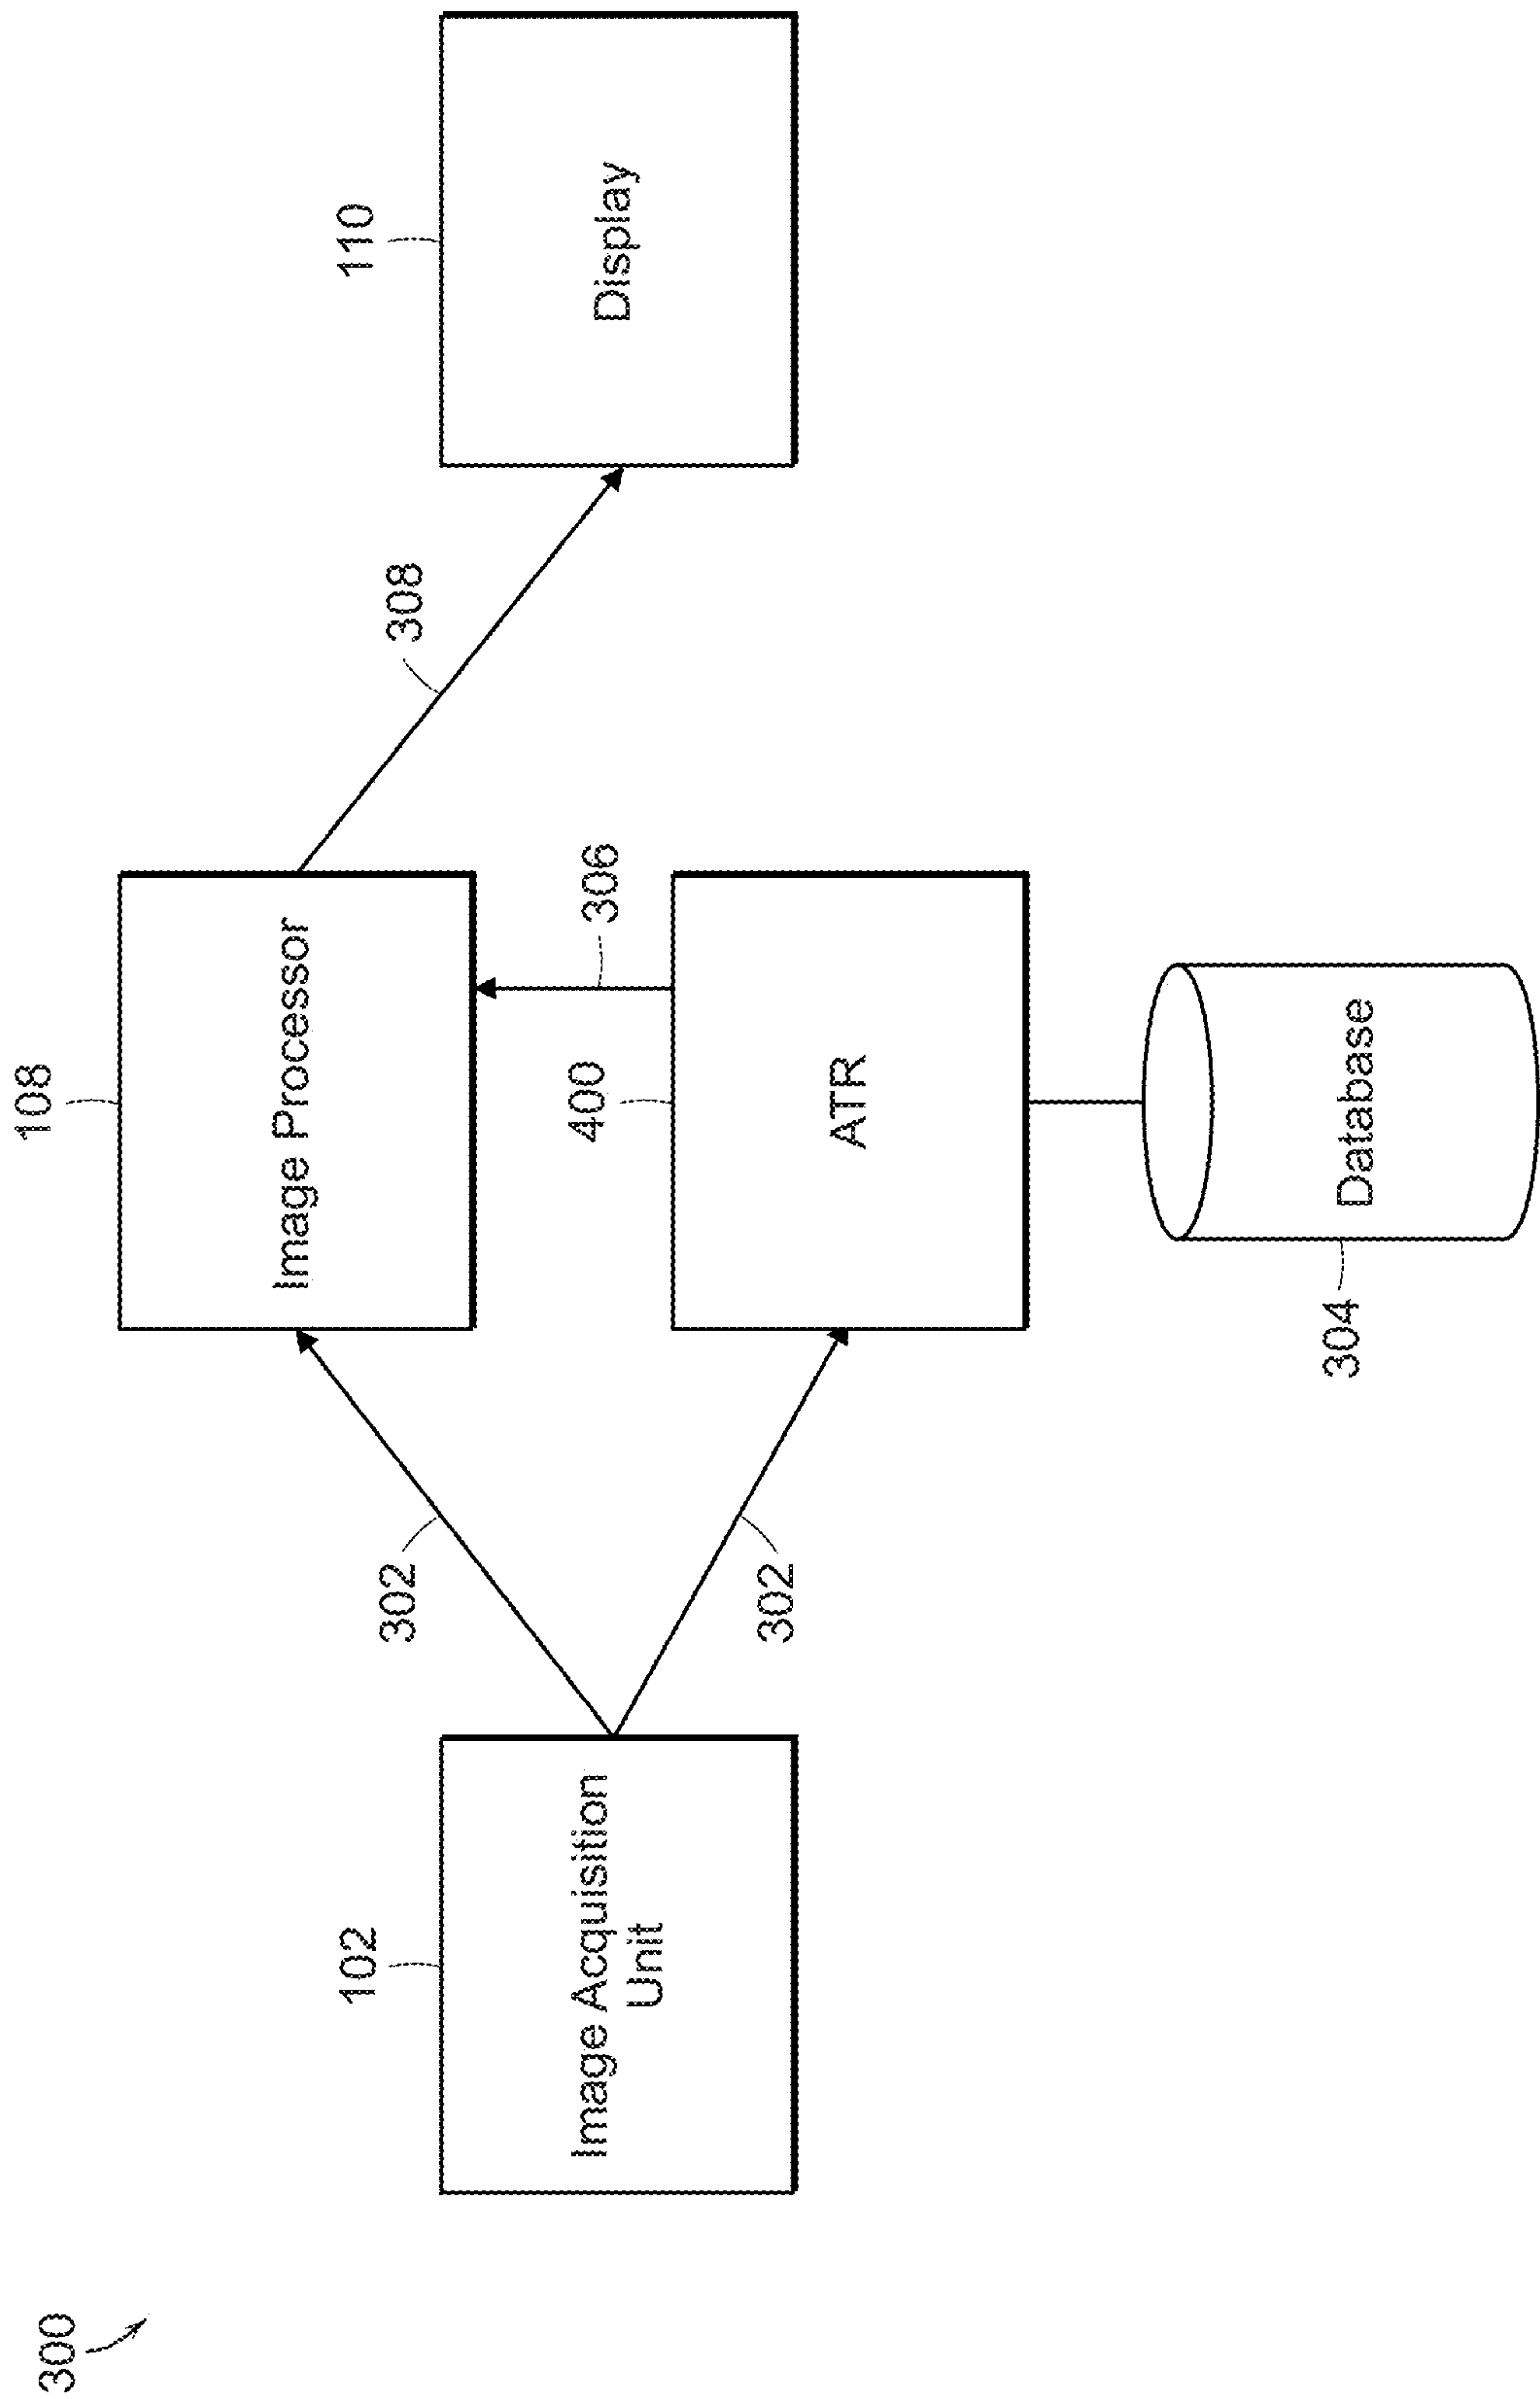 300
102
Image Acquisition
Unit
302
302
108
Image Processor
400
ATR
306
304
Database
308
110
Display